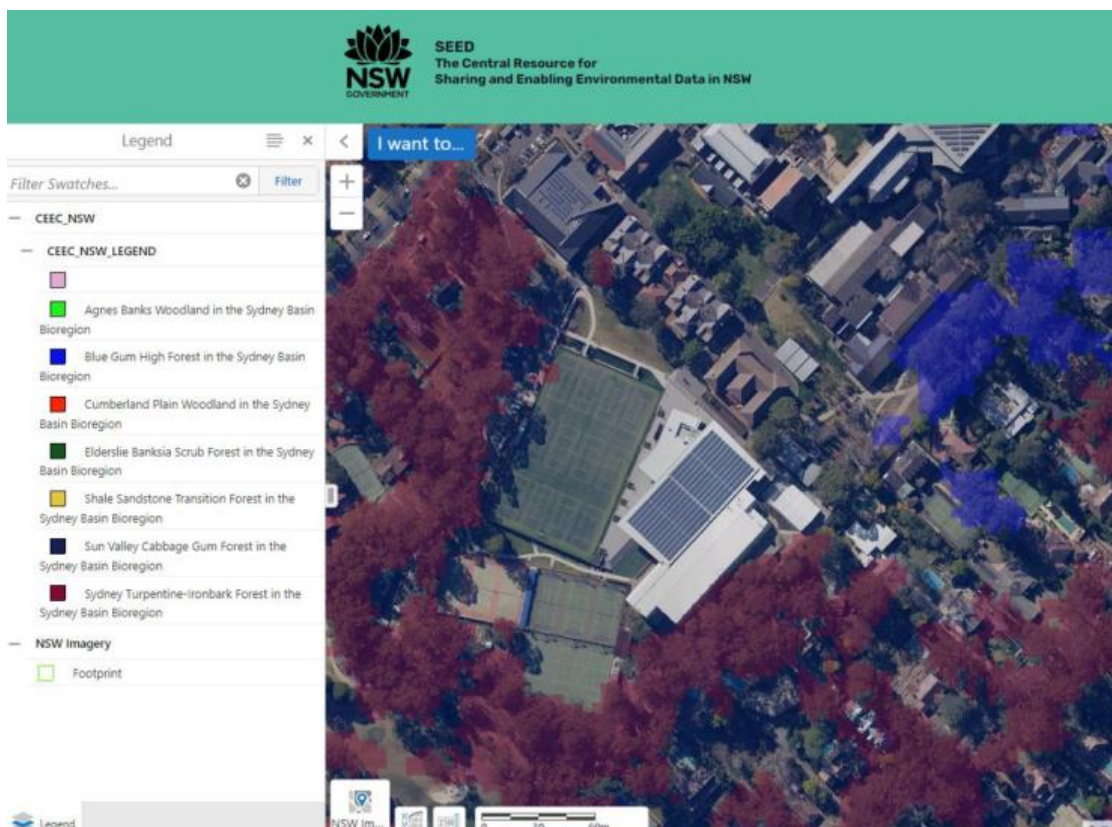 SEED
The Central Resource for
Sharing and Enabling Environmental Data in NSW
NSW
GOVERNMENT
Legend
I want to...
Filter Swatches...
Filter
CEEC_NSW
CEEC_NSW_LEGEND
Agnes Banks Woodland in the Sydney Basin
Bioregion
Blue Gum High Forest in the Sydney Basin
Bioregion
Cumberland Plain Woodland in the Sydney
Basin Bioregion
Elderslie Banksia Scrub Forest in the Sydney
Basin Bioregion
Shale Sandstone Transition Forest in the
Sydney Basin Bioregion
Sun Valley Cabbage Gum Forest in the
Sydney Basin Bioregion
Sydney Turpentine-Ironbark Forest in the
Sydney Basin Bioregion
NSW Imagery
Footprint
Legend
NSW Im...
0 30 60m